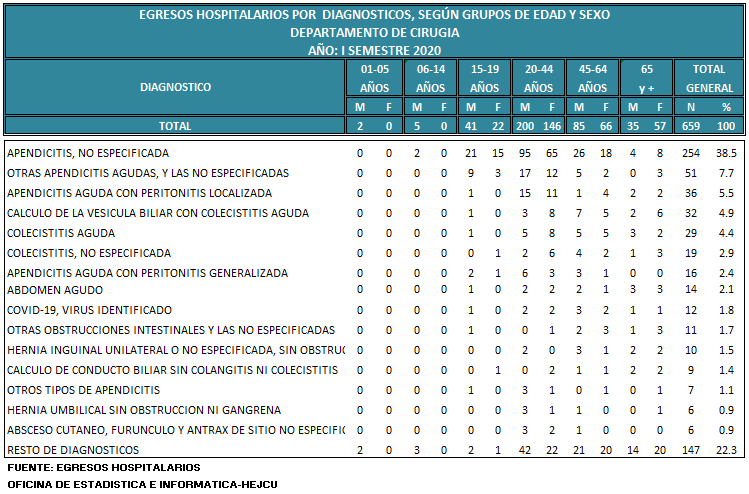 EGRESOS HOSPITALARIOS POR DIAGNOSTICOS, SEGÚN GRUPOS DE EDAD Y SEXO
DEPARTAMENTO DE CIRUGIA
AÑO: I SEMESTRE 2020
DIAGNOSTICO 01-05 AÑOS 06-14 AÑOS 15-19 AÑOS 20-44 AÑOS 45-64 AÑOS 65 y + TOTAL GENERAL
M F M F M F M F M F M F N %
TOTAL 2 0 5 0 41 22 200 146 85 66 35 57 659 100
APENDICITIS, NO ESPECIFICADA 0 0 2 0 21 15 95 65 26 18 4 8 254 38.5
OTRAS APENDICITIS AGUDAS, Y LAS NO ESPECIFICADAS 0 0 0 0 9 3 17 12 5 2 0 3 51 7.7
APENDICITIS AGUDA CON PERITONITIS LOCALIZADA 0 0 0 0 1 0 15 11 1 4 2 2 36 5.5
CALCULO DE LA VESICULA BILIAR CON COLECISTITIS AGUDA 0 0 0 0 1 0 3 8 7 5 2 6 32 4.9
COLECISTITIS AGUDA 0 0 0 0 1 0 5 8 5 5 3 2 29 4.4
COLECISTITIS, NO ESPECIFICADA 0 0 0 0 0 1 2 6 4 2 1 3 19 2.9
APENDICITIS AGUDA CON PERITONITIS GENERALIZADA 0 0 0 0 2 1 6 3 3 1 0 0 16 2.4
ABDOMEN AGUDO 0 0 0 0 1 0 2 2 2 1 3 3 14 2.1
COVID-19, VIRUS IDENTIFICADO 0 0 0 0 1 0 2 2 3 2 1 1 12 1.8
OTRAS OBSTRUCCIONES INTESTINALES Y LAS NO ESPECIFICADAS 0 0 0 0 1 0 0 1 2 3 1 3 11 1.7
HERNIA INGUINAL UNILATERAL O NO ESPECIFICADA, SIN OBSTRUC 0 0 0 0 0 0 2 0 3 1 2 2 10 1.5
CALCULO DE CONDUCTO BILIAR SIN COLANGITIS NI COLECISTITIS 0 0 0 0 0 1 0 2 1 1 2 2 9 1.4
OTROS TIPOS DE APENDICITIS 0 0 0 0 1 0 3 1 0 1 0 1 7 1.1
HERNIA UMBILICAL SIN OBSTRUCCION NI GANGRENA 0 0 0 0 0 0 3 1 1 0 0 1 6 0.9
ABSCESO CUTANEO, FURUNCULO Y ANTRAX DE SITIO NO ESPECIFIC 0 0 0 0 0 0 3 2 1 0 0 0 6 0.9
RESTO DE DIAGNOSTICOS 2 0 3 0 2 1 42 22 21 20 14 20 147 22.3
FUENTE: EGRESOS HOSPITALARIOS
OFICINA DE ESTADISTICA E INFORMATICA-HEJCU